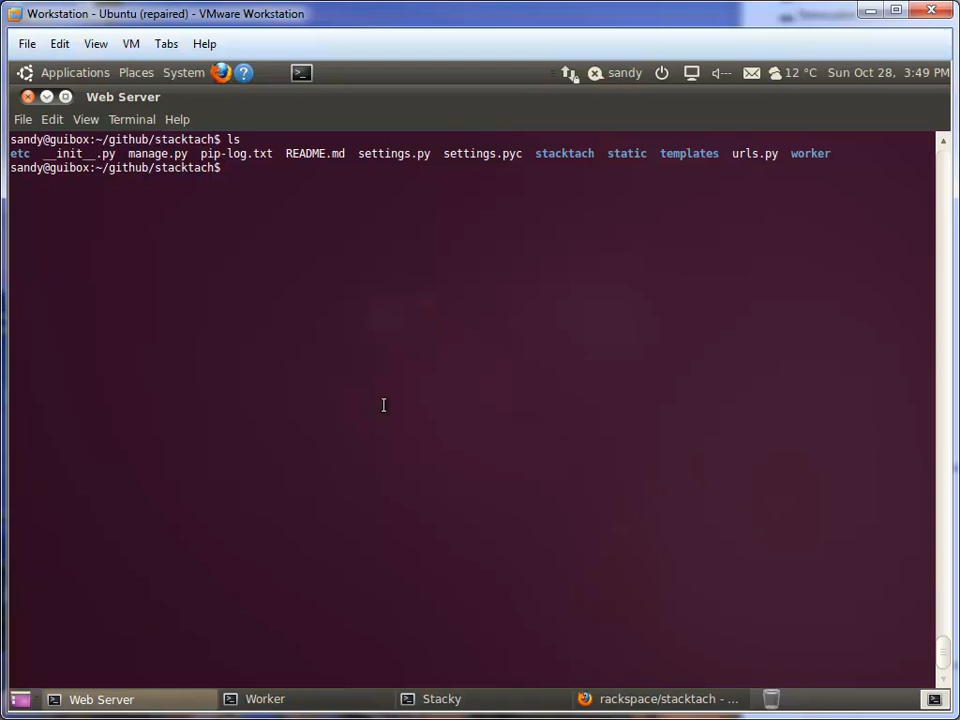 Workstation - Ubuntu (repaired) - VMware Workstation
File Edit View VM Tabs Help
Applications Places System ? sandy 12 °C Sun Oct 28, 3:49 PM
Web Server
File Edit View Terminal Help
sandy@guibox:~/github/stacktach$ ls
etc __init__.py manage.py pip-log.txt README.md settings.py settings.pyc stacktach static templates urls.py worker
sandy@guibox:~/github/stacktach$
Web Server Worker Stacky rackspace/stacktach - ...